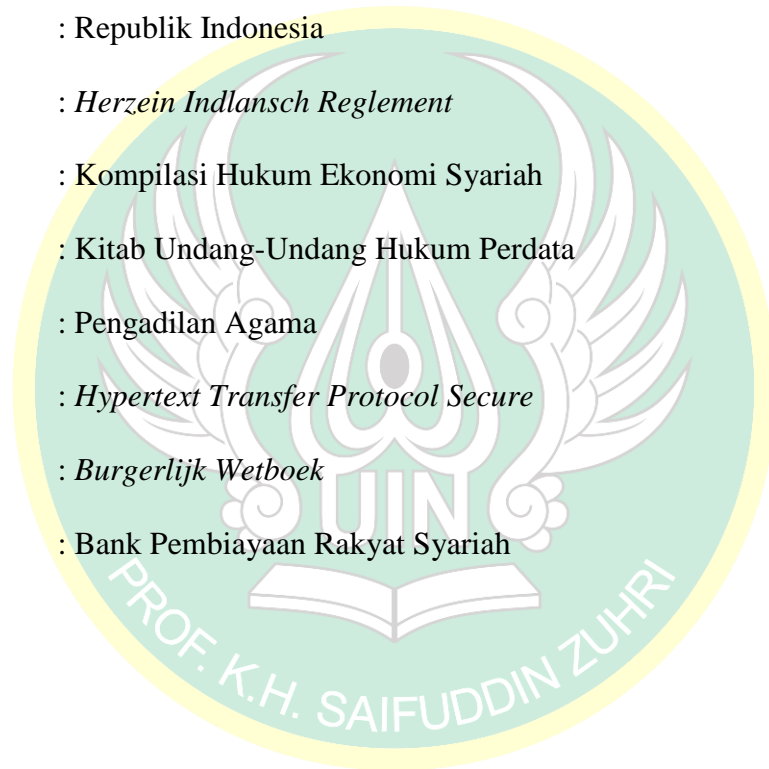 : Republik Indonesia
: Herzein Indlansch Reglement
: Kompilasi Hukum Ekonomi Syariah
: Kitab Undang-Undang Hukum Perdata
: Pengadilan Agama
: Hypertext Transfer Protocol Secure
: Burgerlijk Wetboek
: Bank Pembiayaan Rakyat Syariah
UIN
PROF. K.H. SAIFUDDIN ZUHRI